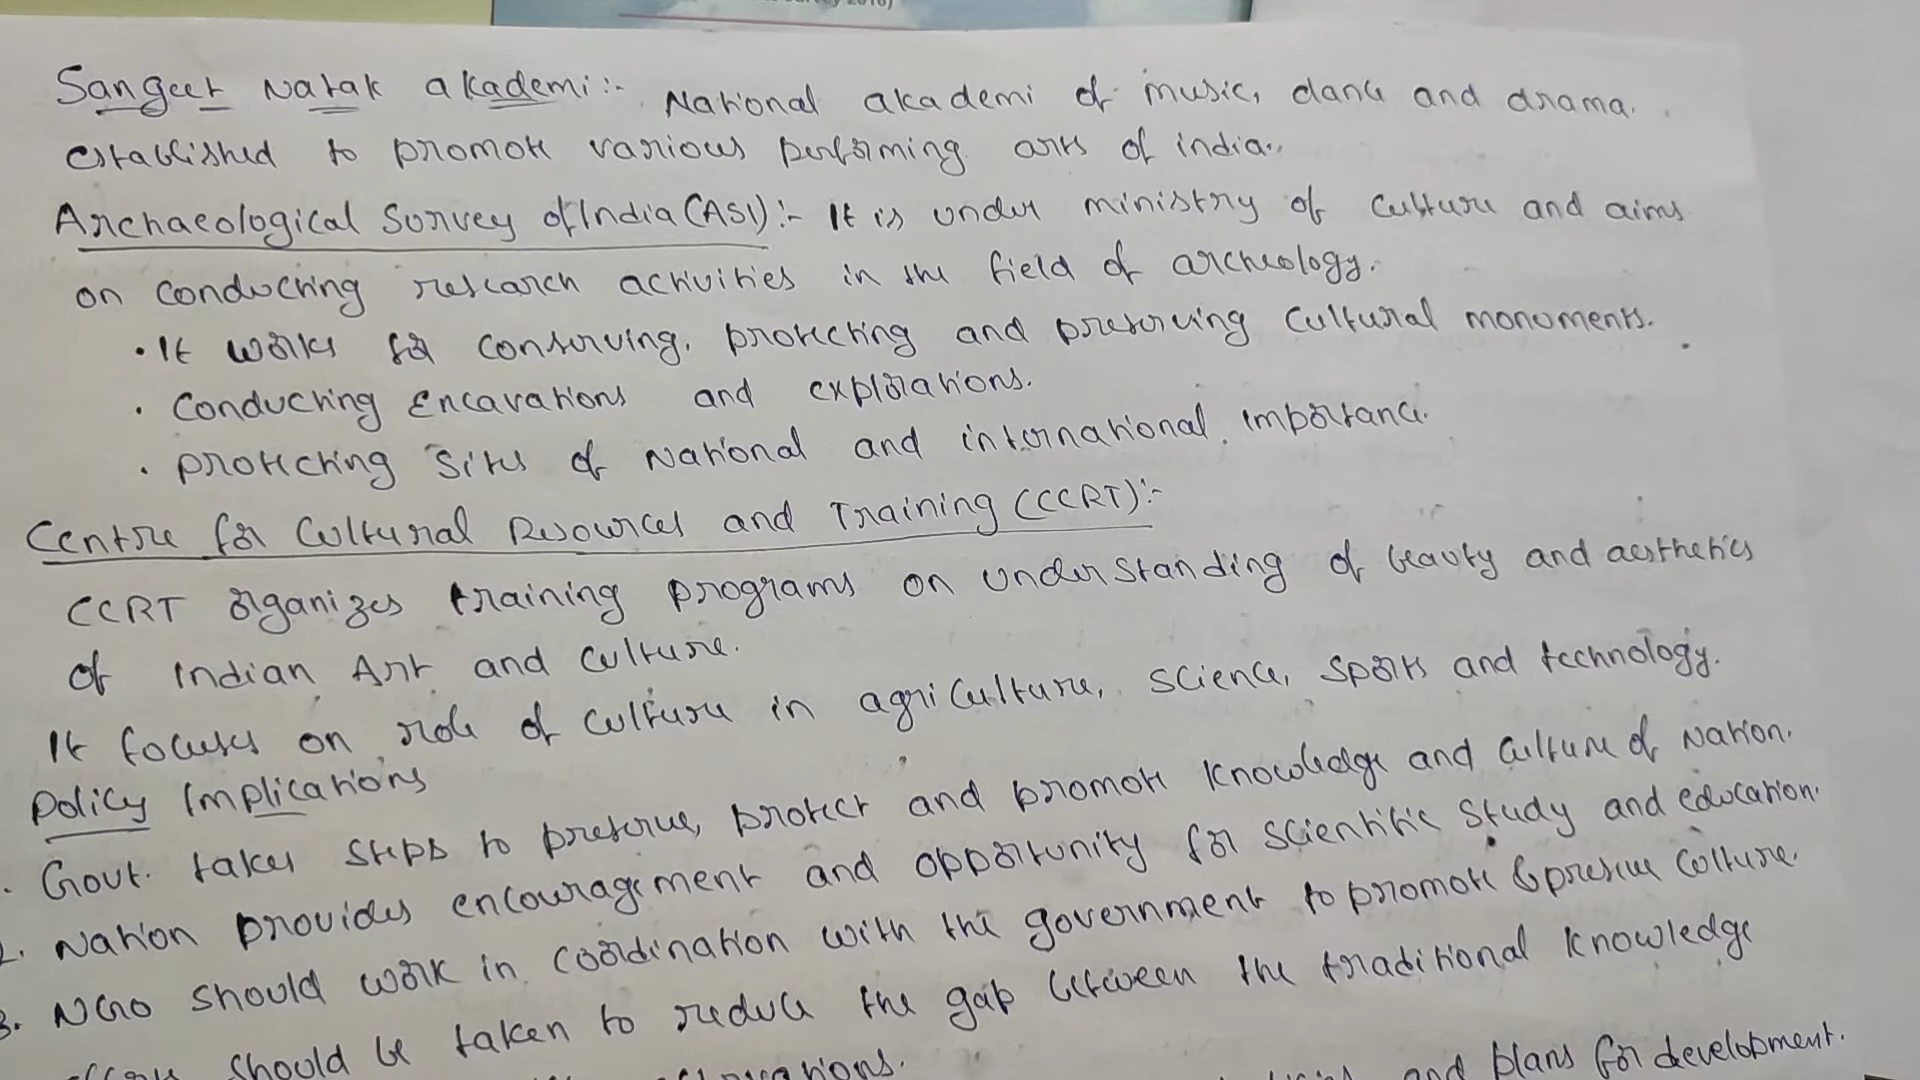 Sangeet Natak akademi :- National akademi of music, dance and drama.
established to promote various performing arts of india.
Archaeological Survey of India (ASI) :- It is under ministry of culture and aims
on conducting research activities in the field of archeology.
• It works for conserving, protecting and preserving cultural monuments.
• Conducting Encavations and explorations.
• protecting sites of National and international importance.
Centre for Cultural Resources and Training (CCRT) :-
CCRT organizes training programs on understanding of beauty and aesthetics
of Indian Art and culture.
It focuses on role of culture in agriculture, science, sports and technology.
Policy Implications
Govt. takes steps to preserve, protect and promote knowledge and culture of Nation.
2. Nation provides encouragement and opportunity for scientific study and education.
3. NGO should work in coordination with the government to promote & preserve culture.
should be taken to reduce the gap between the traditional knowledge
and plans for development.